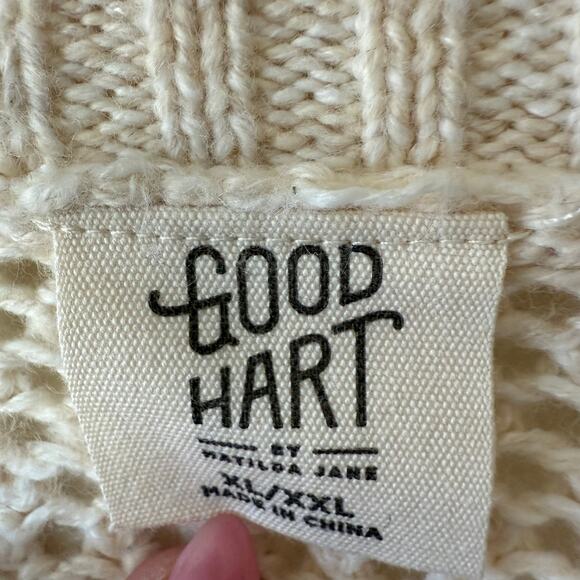 GOOD
HART
BY
MATILDA JANE
XL/XXL
MADE IN CHINA